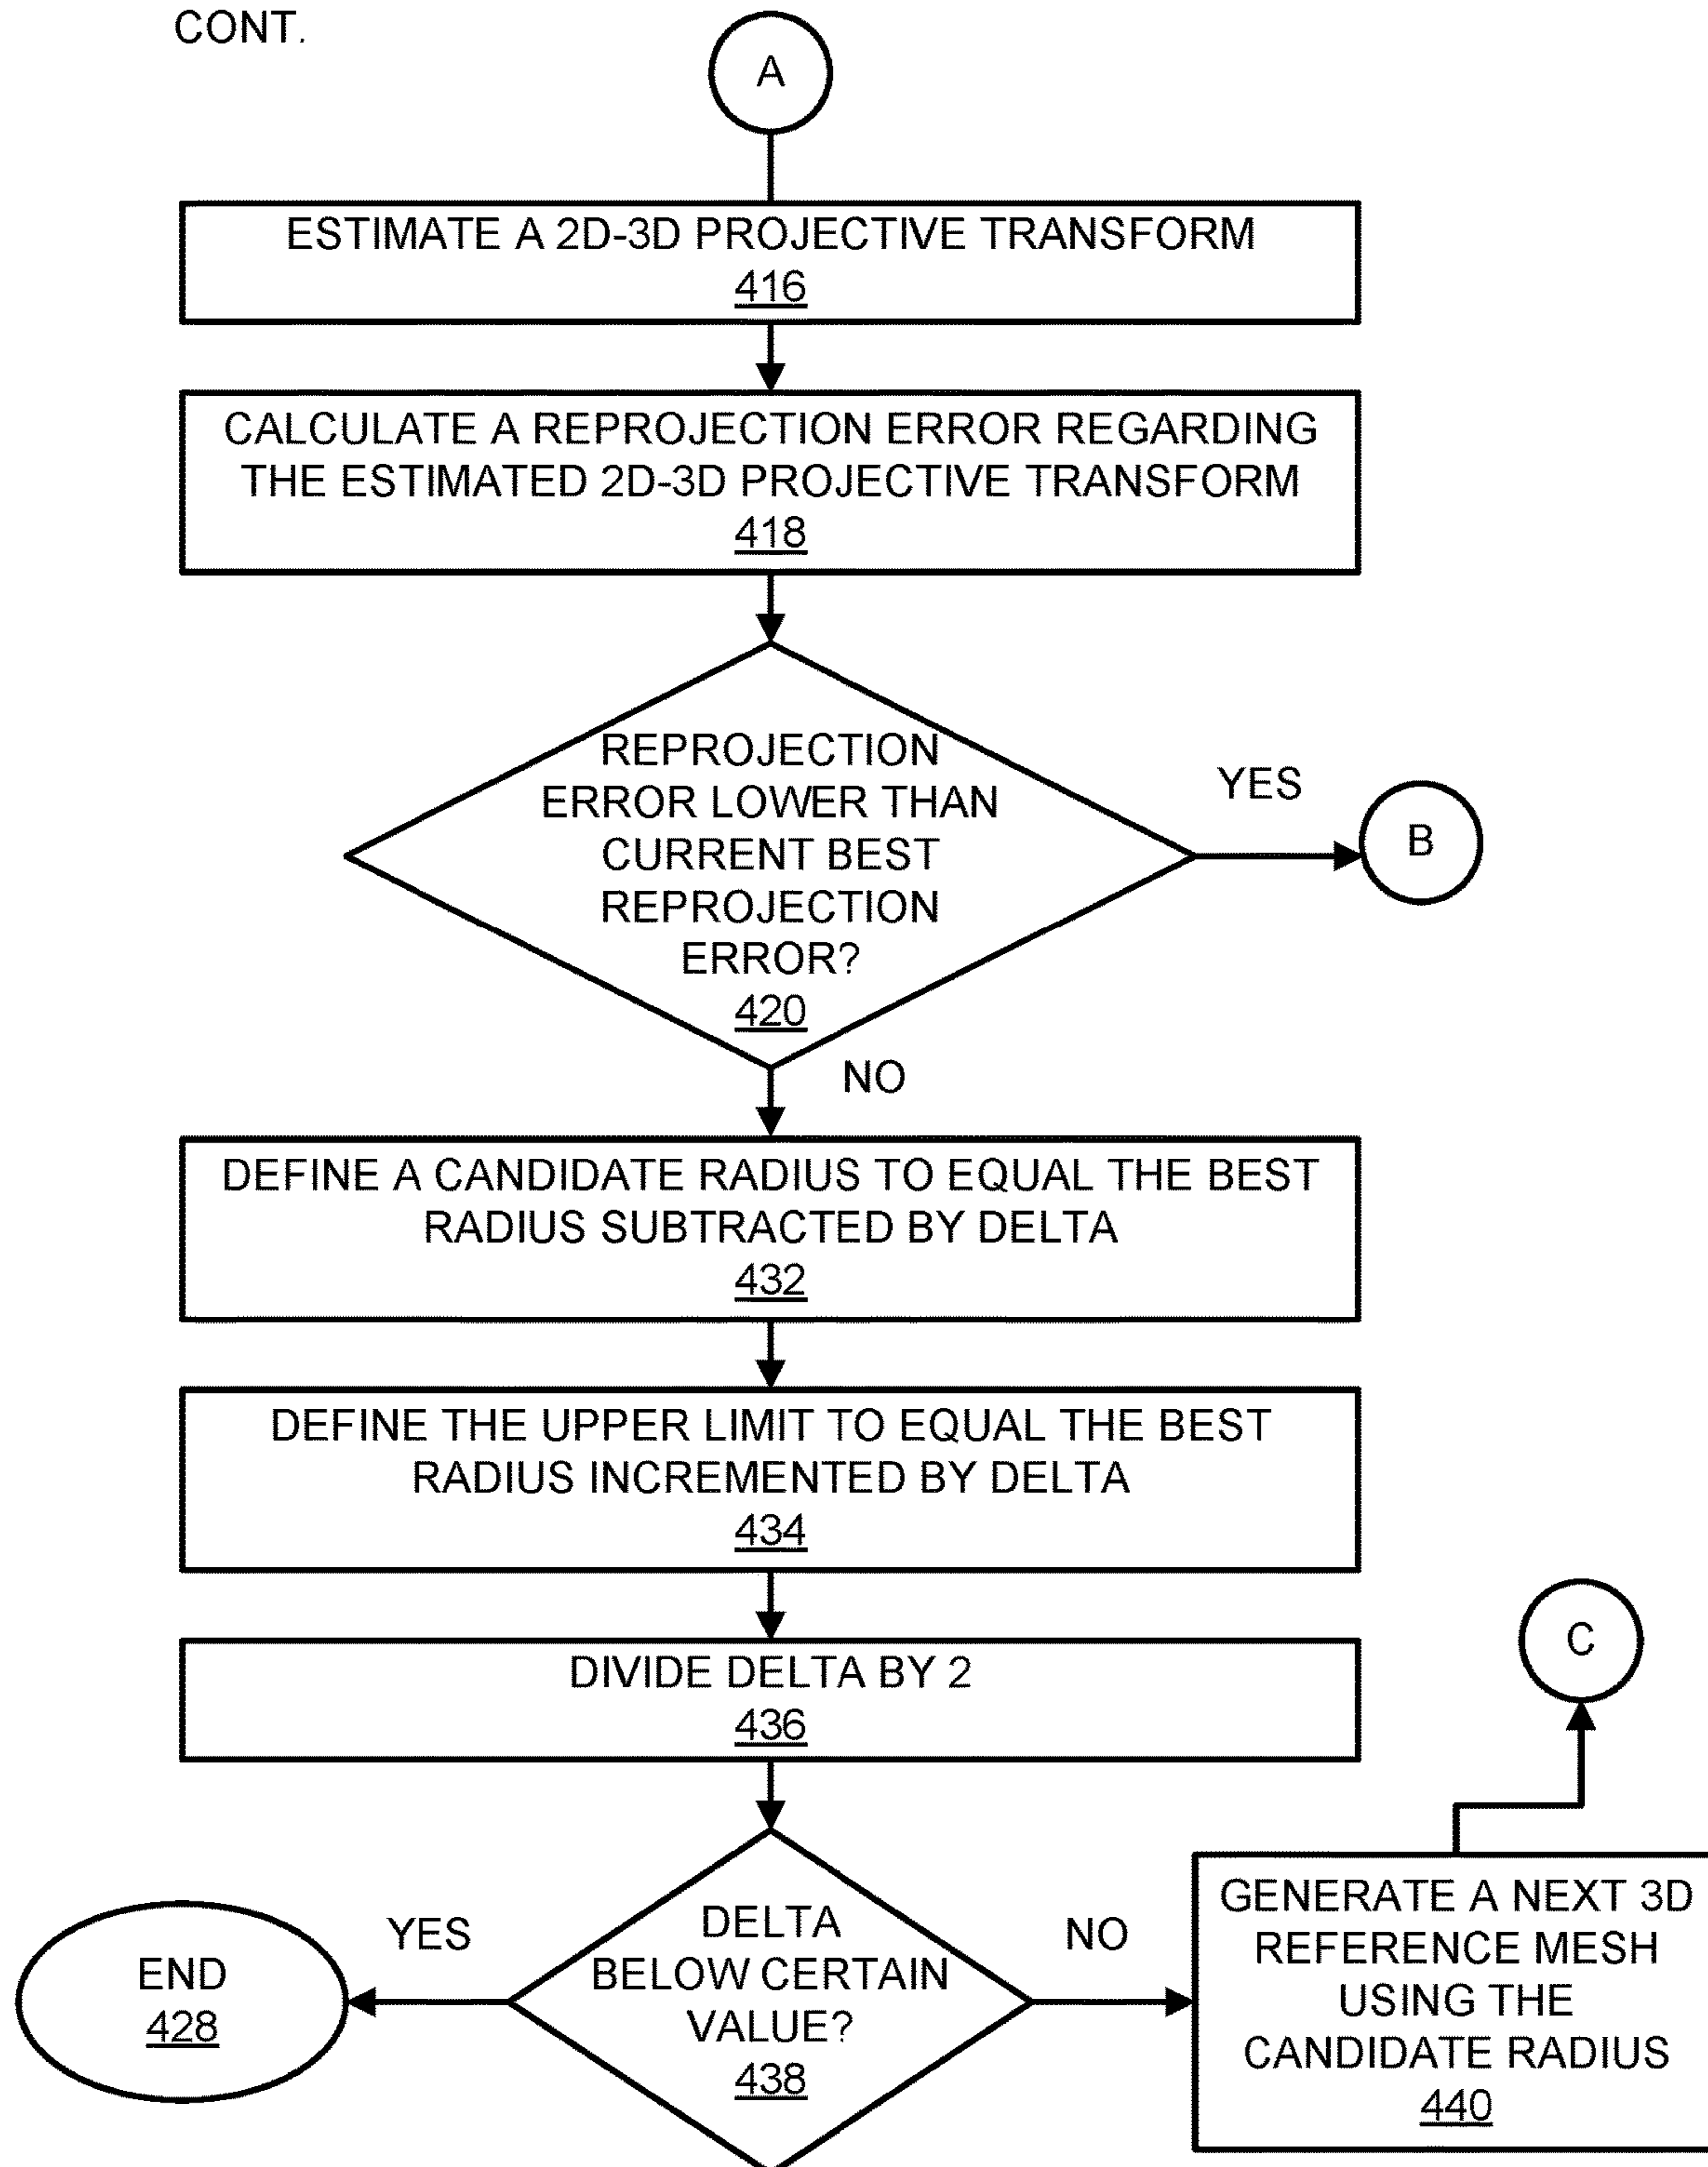 CONT.
A
ESTIMATE A 2D-3D PROJECTIVE TRANSFORM
416
CALCULATE A REPROJECTION ERROR REGARDING
THE ESTIMATED 2D-3D PROJECTIVE TRANSFORM
418
REPROJECTION
ERROR LOWER THAN
CURRENT BEST
REPROJECTION
ERROR?
420
YES
B
NO
DEFINE A CANDIDATE RADIUS TO EQUAL THE BEST
RADIUS SUBTRACTED BY DELTA
432
DEFINE THE UPPER LIMIT TO EQUAL THE BEST
RADIUS INCREMENTED BY DELTA
434
DIVIDE DELTA BY 2
436
C
DELTA
BELOW CERTAIN
VALUE?
438
YES
END
428
NO
GENERATE A NEXT 3D
REFERENCE MESH
USING THE
CANDIDATE RADIUS
440